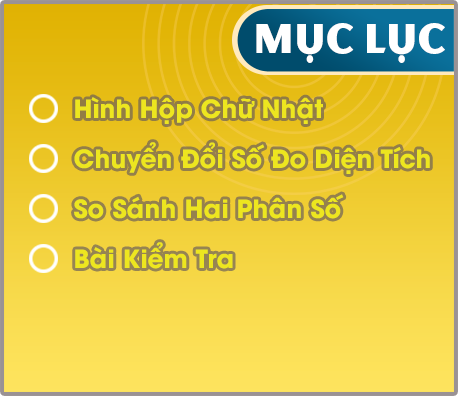 MỤC LỤC
Hình Hộp Chữ Nhật
Chuyển Đổi Số Đo Diện Tích
So Sánh Hai Phân Số
Bài Kiểm Tra